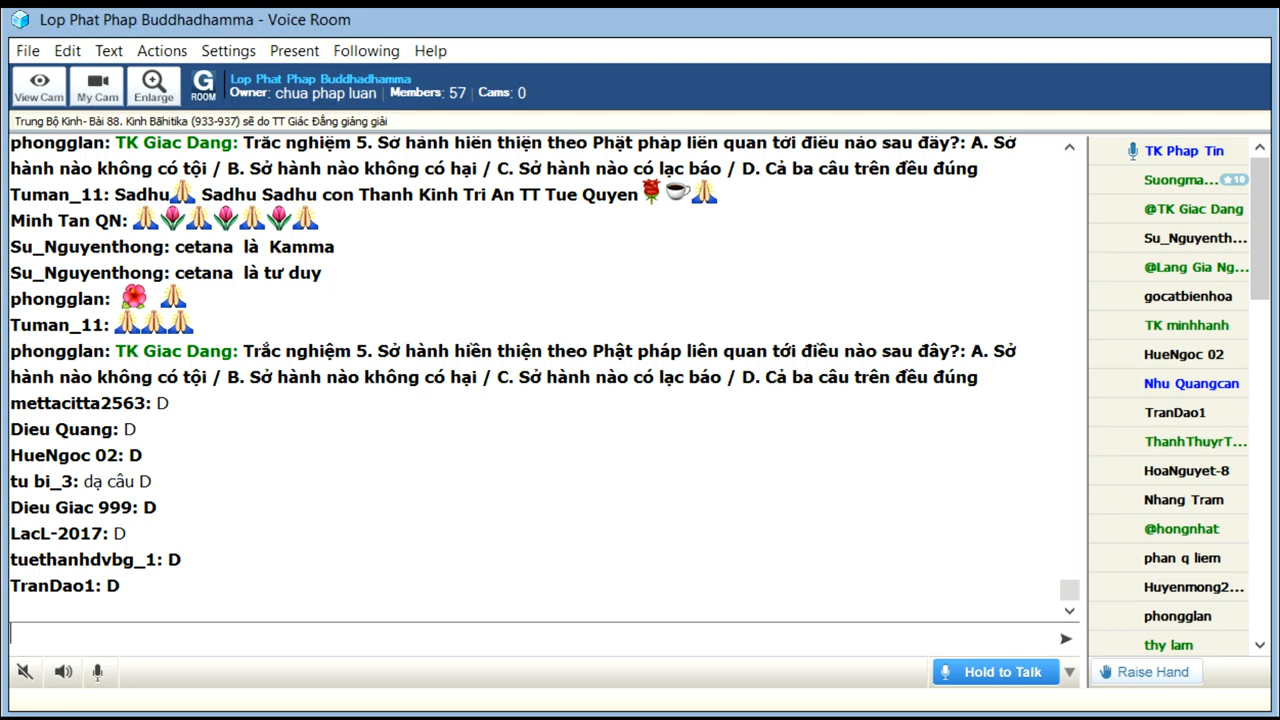 Lop Phat Phap Buddhadhamma - Voice Room
File Edit Text Actions Settings Present Following Help
View Cam My Cam Enlarge G ROOM
Lop Phat Phap Buddhadhamma
Owner: chua phap luan Members: 57 Cams: 0
Trung Bộ Kinh- Bài 88. Kinh Bāhitika (933-937) sẽ do TT Giác Đẳng giảng giải
phongglan: TK Giac Dang: Trắc nghiệm 5. Sở hành hiền thiện theo Phật pháp liên quan tới điều nào sau đây?: A. Sở
hành nào không có tội / B. Sở hành nào không có hại / C. Sở hành nào có lạc báo / D. Cả ba câu trên đều đúng
Tuman_11: Sadhu🙏 Sadhu Sadhu con Thanh Kinh Tri An TT Tue Quyen🌹☕🙏
Minh Tan QN: 🙏🌷🙏🌷🙏🌷🙏
Su_Nguyenthong: cetana là Kamma
Su_Nguyenthong: cetana là tư duy
phongglan: 🌺 🙏
Tuman_11: 🙏🙏🙏
phongglan: TK Giac Dang: Trắc nghiệm 5. Sở hành hiền thiện theo Phật pháp liên quan tới điều nào sau đây?: A. Sở
hành nào không có tội / B. Sở hành nào không có hại / C. Sở hành nào có lạc báo / D. Cả ba câu trên đều đúng
mettacitta2563: D
Dieu Quang: D
HueNgoc 02: D
tu bi_3: dạ câu D
Dieu Giac 999: D
LacL-2017: D
tuethanhdvbg_1: D
TranDao1: D
TK Phap Tin
Suongma... ★10
@TK Giac Dang
Su_Nguyenth...
@Lang Gia Ng...
gocatbienhoa
TK minhhanh
HueNgoc 02
Nhu Quangcan
TranDao1
ThanhThuyrT...
HoaNguyet-8
Nhang Tram
@hongnhat
phan q liem
Huyenmong2...
phongglan
thy lam
Hold to Talk
Raise Hand